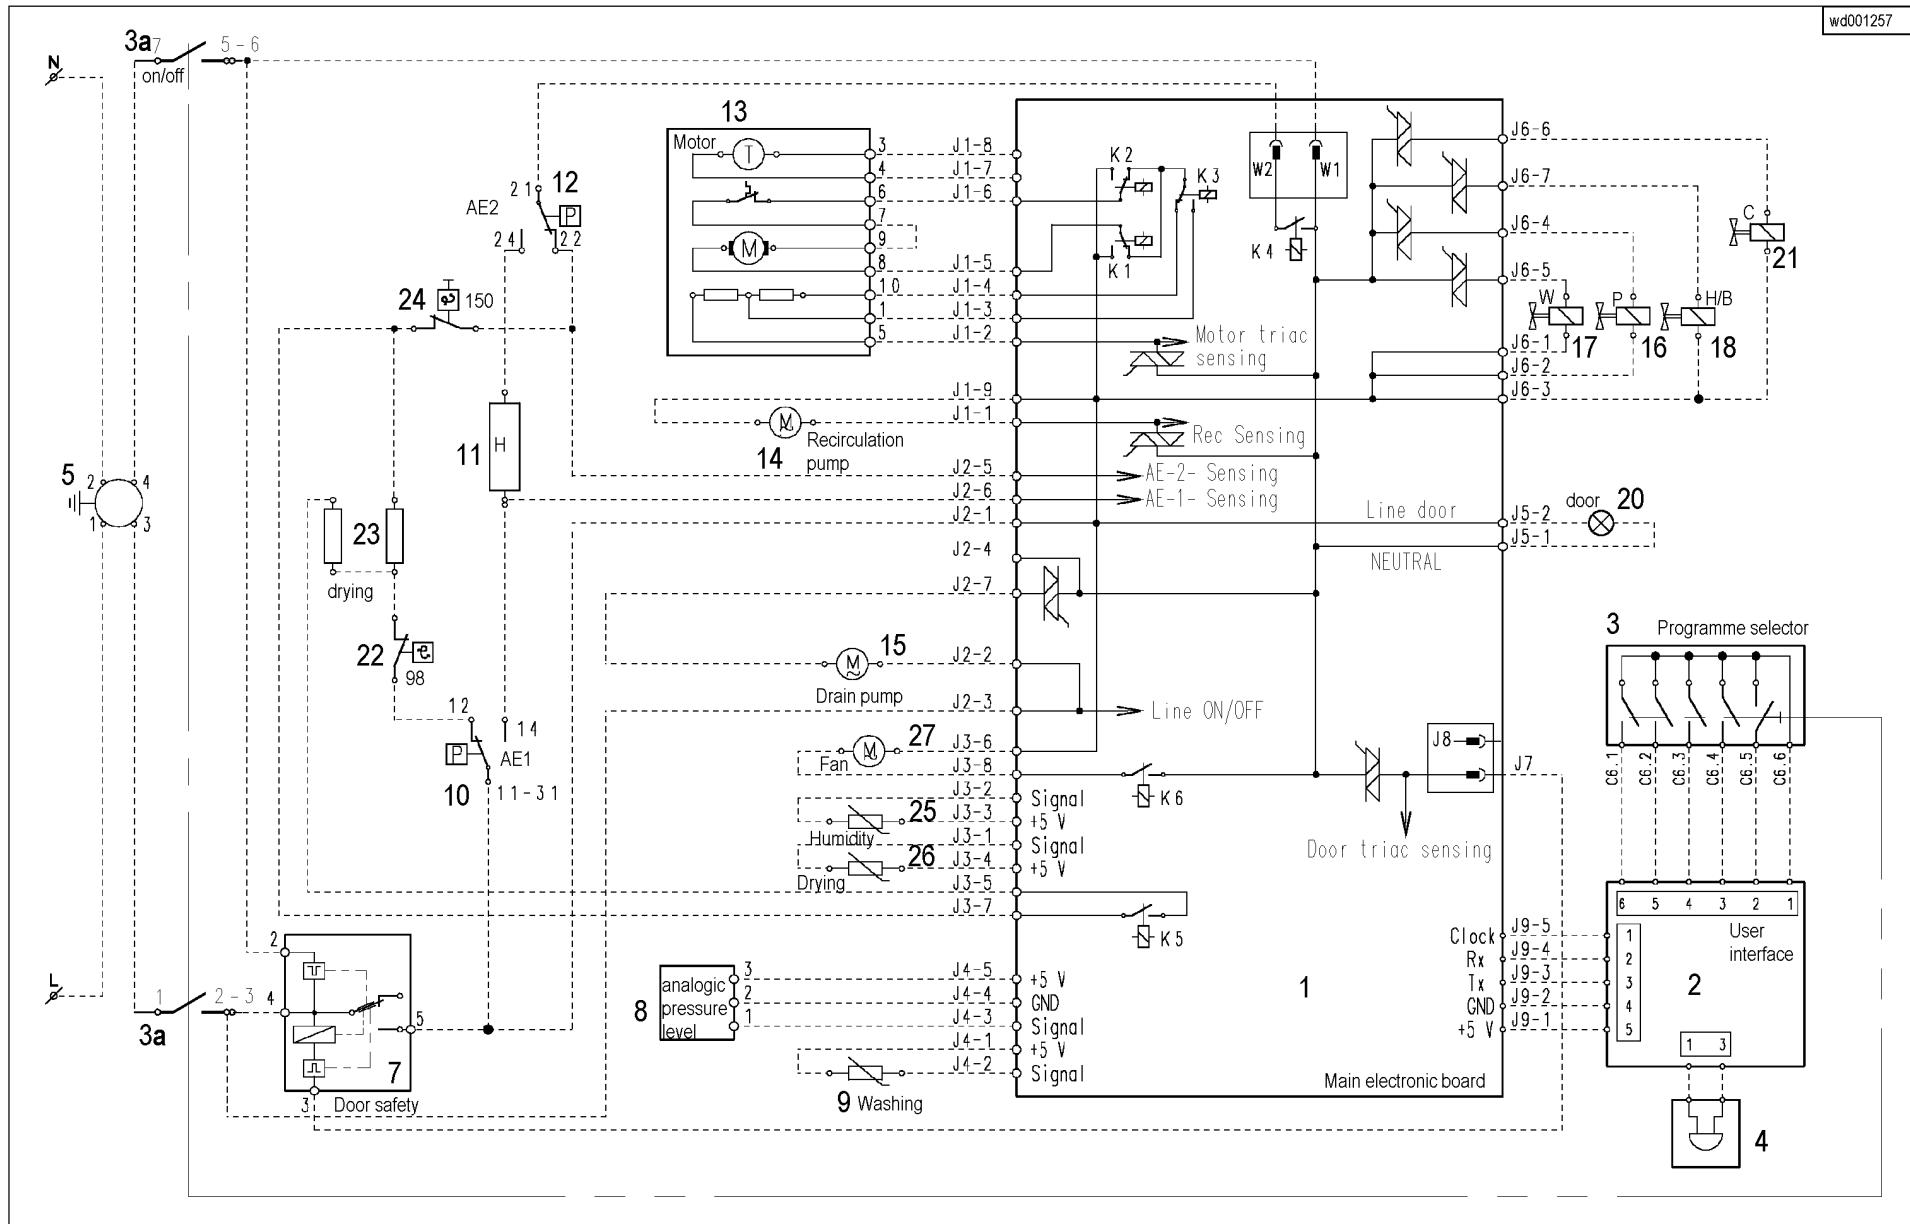 wd001257
N
3a
7
5-6
on/off
13
Motor
T
3
4
6
7
9
8
10
1
5
M
J1-8
J1-7
J1-6
J1-5
J1-4
J1-3
J1-2
J1-9
J1-1
K2
K3
K1
W2
W1
K4
J6-6
J6-7
J6-4
J6-5
J6-1
J6-2
J6-3
C
21
W
P
H/B
17
16
18
21
12
AE2
P
24
22
24
150
Motor triac
sensing
M
Recirculation
pump
14
Rec Sensing
11
H
J2-5
AE-2- Sensing
J2-6
AE-1- Sensing
J2-1
Line door
J5-2
door
20
J5-1
NEUTRAL
J2-4
J2-7
5
2
4
1
3
23
drying
22
98
15
M
Drain pump
J2-2
J2-3
Line ON/OFF
12
14
P
AE1
10
11-31
27
M
Fan
J3-6
J3-8
K6
J3-2
Signal
J3-3
+5 V
25
Humidity
J3-1
Signal
26
J3-4
+5 V
Drying
J3-5
J3-7
K5
J8
J7
Door triac sensing
3
Programme selector
C6.1
C6.2
C6.3
C6.4
C6.5
C6.6
6
5
4
3
2
1
User
interface
Clock
J9-5
1
Rx
J9-4
2
Tx
J9-3
3
GND
J9-2
4
+5 V
J9-1
5
2
1
3
4
L
1
2-3
3a
2
4
5
7
3
Door safety
8
analogic
pressure
level
3
2
1
J4-5
+5 V
J4-4
GND
J4-3
Signal
J4-1
+5 V
J4-2
Signal
9
Washing
1
Main electronic board